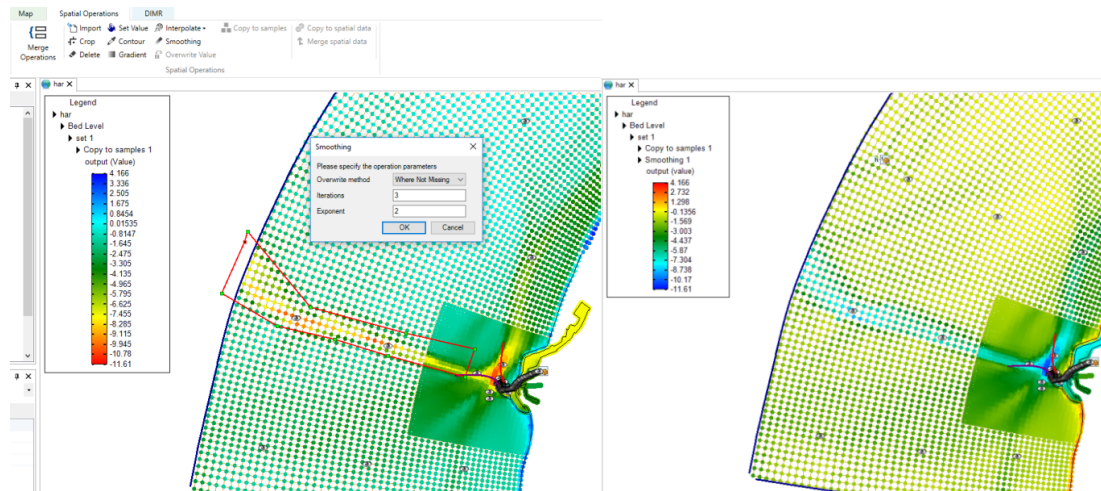 Map Spatial Operations DIMR
Import Set Value Interpolate Copy to samples Copy to spatial data
Crop Contour Smoothing Merge spatial data
Delete Gradient Overwrite Value
Merge
Operations
Spatial Operations
har
Legend
har
Bed Level
set 1
Copy to samples 1
output (Value)
4.166
3.336
2.505
1.675
0.8454
0.01535
-0.8147
-1.645
-2.475
-3.305
-4.135
-4.965
-5.795
-6.625
-7.455
-8.285
-9.115
-9.945
-10.78
-11.61
Smoothing
Please specify the operation parameters
Overwrite method Where Not Missing
Iterations 3
Exponent 2
OK Cancel
har
Legend
har
Bed Level
set 1
Copy to samples 1
Smoothing 1
output (value)
4.166
2.732
1.298
-0.1356
-1.569
-3.003
-4.437
-5.87
-7.304
-8.738
-10.17
-11.61